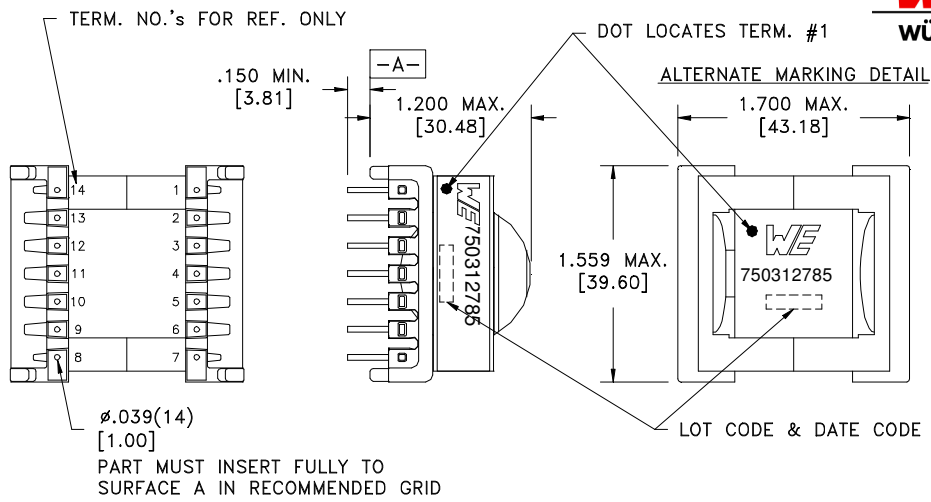 TERM. NO.'s FOR REF. ONLY
DOT LOCATES TERM. #1
WÜ
-A-
.150 MIN.
[3.81]
1.200 MAX.
[30.48]
ALTERNATE MARKING DETAIL
1.700 MAX.
[43.18]
14 1
13 2
12 3
11 4
10 5
9 6
8 7
WE 750312785
1.559 MAX.
[39.60]
WE
750312785
ø.039(14)
[1.00]
PART MUST INSERT FULLY TO
SURFACE A IN RECOMMENDED GRID
LOT CODE & DATE CODE